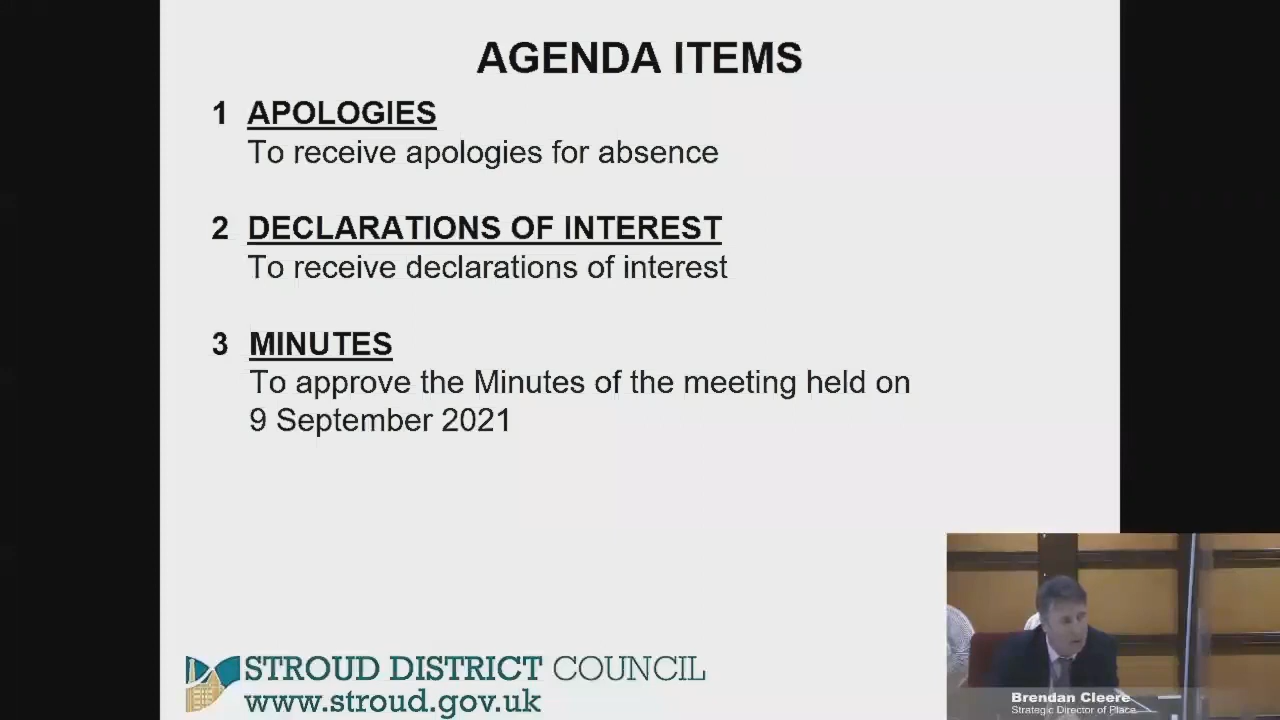 AGENDA ITEMS
1 APOLOGIES
To receive apologies for absence
2 DECLARATIONS OF INTEREST
To receive declarations of interest
3 MINUTES
To approve the Minutes of the meeting held on
9 September 2021
STROUD DISTRICT COUNCIL
www.stroud.gov.uk
Brendan Cleere
Strategic Director of Place